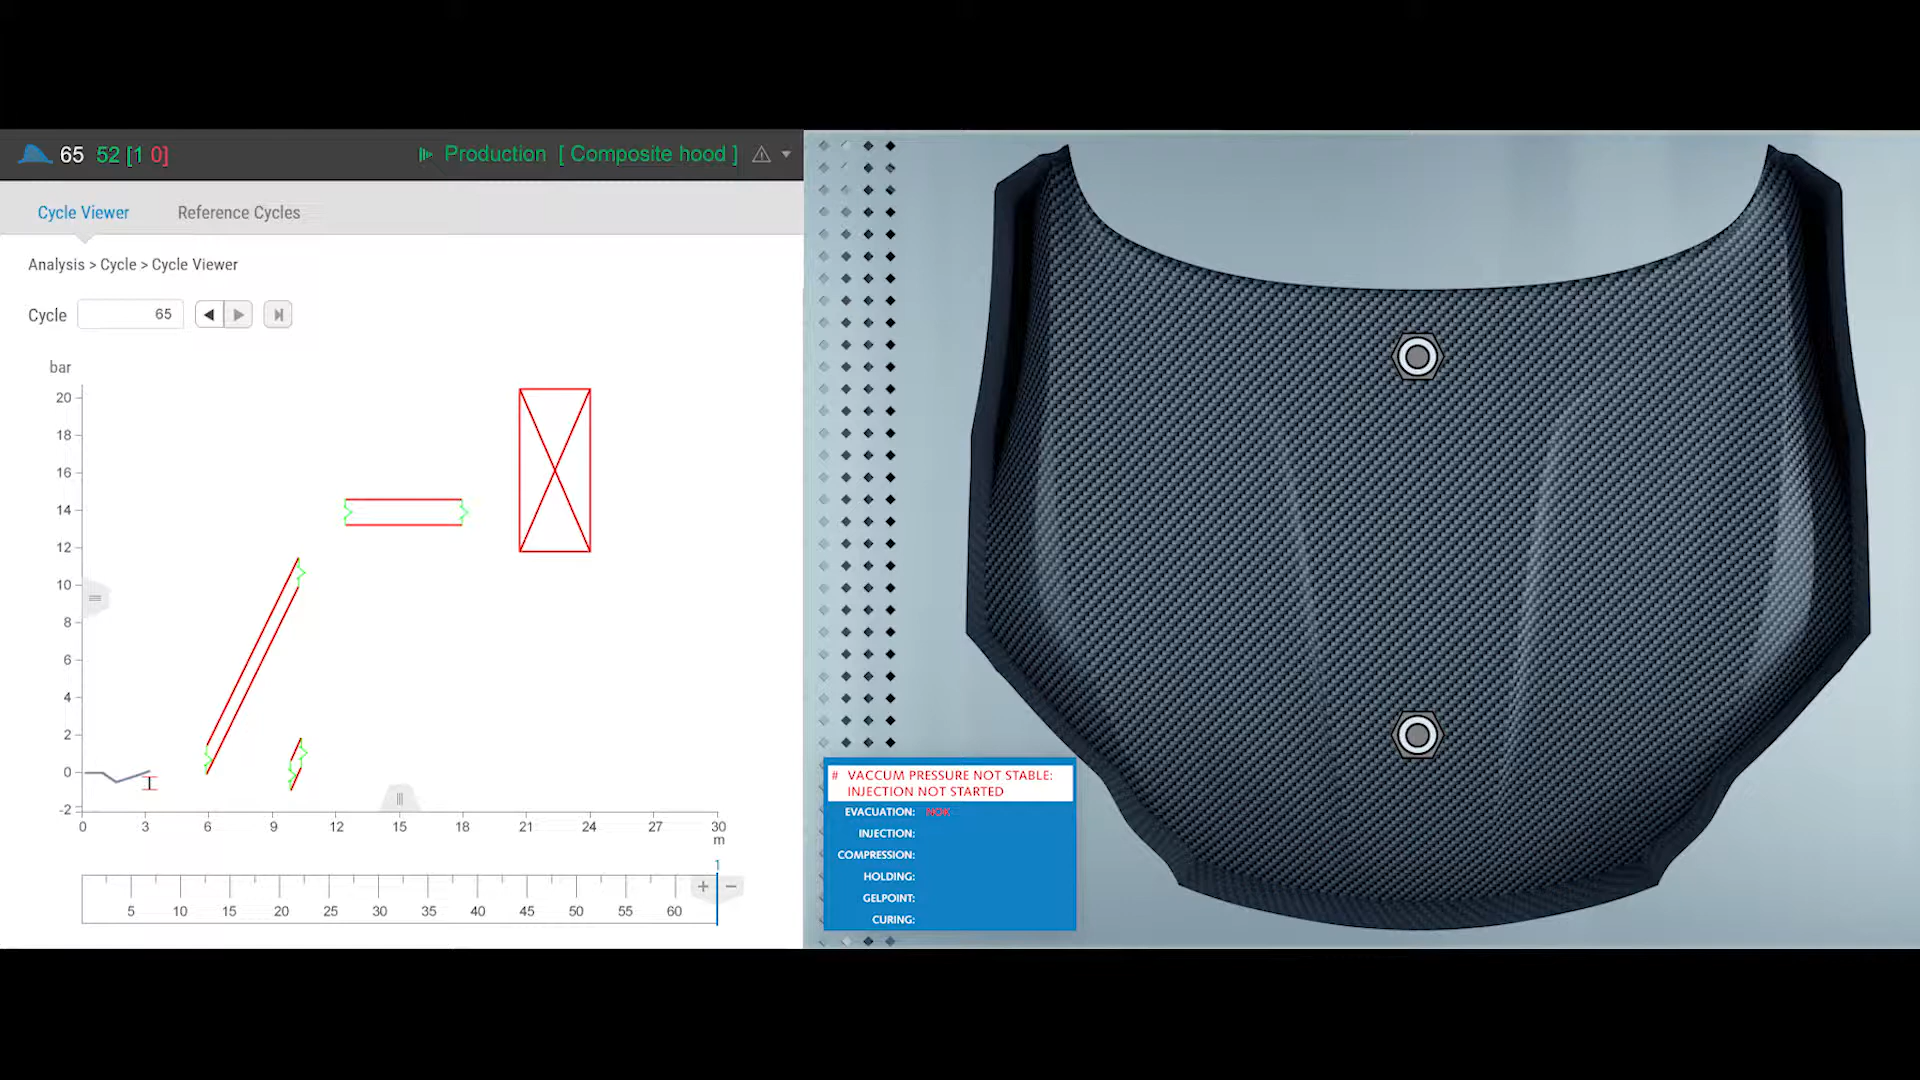 65 52 [1 0]
Production [ Composite hood ]
Cycle Viewer Reference Cycles
Analysis > Cycle > Cycle Viewer
Cycle 65
bar
20
18
16
14
12
10
8
6
4
2
0
-2
0 3 6 9 12 15 18 21 24 27 30
m
1
+ −
5 10 15 20 25 30 35 40 45 50 55 60
# VACCUM PRESSURE NOT STABLE:
INJECTION NOT STARTED
EVACUATION: NOK
INJECTION:
COMPRESSION:
HOLDING:
GELPOINT:
CURING: